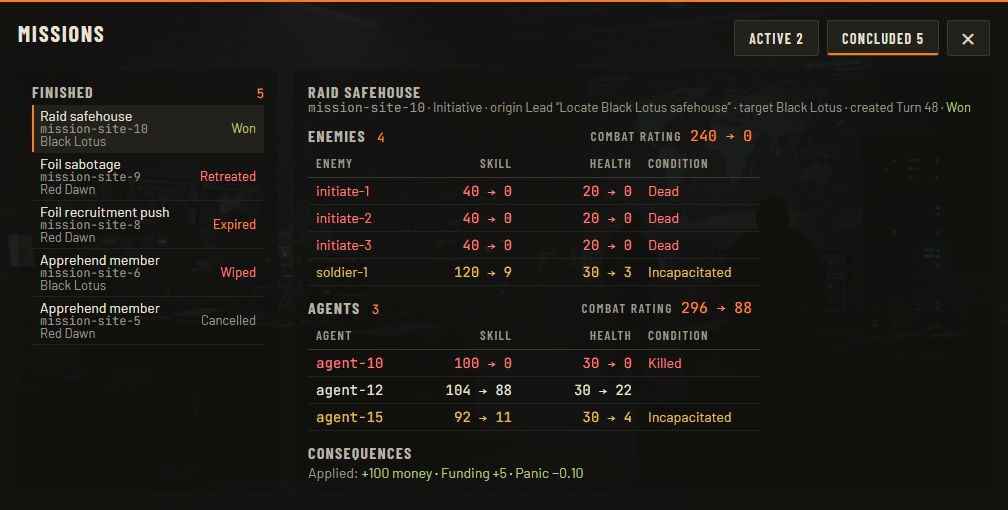 MISSIONS
ACTIVE 2
CONCLUDED 5
✕
FINISHED 5
Raid safehouse
mission-site-10 Won
Black Lotus
Foil sabotage
mission-site-9 Retreated
Red Dawn
Foil recruitment push
mission-site-8 Expired
Red Dawn
Apprehend member
mission-site-6 Wiped
Black Lotus
Apprehend member
mission-site-5 Cancelled
Red Dawn
RAID SAFEHOUSE
mission-site-10 · Initiative · origin Lead “Locate Black Lotus safehouse” · target Black Lotus · created Turn 48 · Won
ENEMIES 4 COMBAT RATING 240 → 0
ENEMY SKILL HEALTH CONDITION
initiate-1 40 → 0 20 → 0 Dead
initiate-2 40 → 0 20 → 0 Dead
initiate-3 40 → 0 20 → 0 Dead
soldier-1 120 → 9 30 → 3 Incapacitated
AGENTS 3 COMBAT RATING 296 → 88
AGENT SKILL HEALTH CONDITION
agent-10 100 → 0 30 → 0 Killed
agent-12 104 → 88 30 → 22
agent-15 92 → 11 30 → 4 Incapacitated
CONSEQUENCES
Applied: +100 money · Funding +5 · Panic −0.10